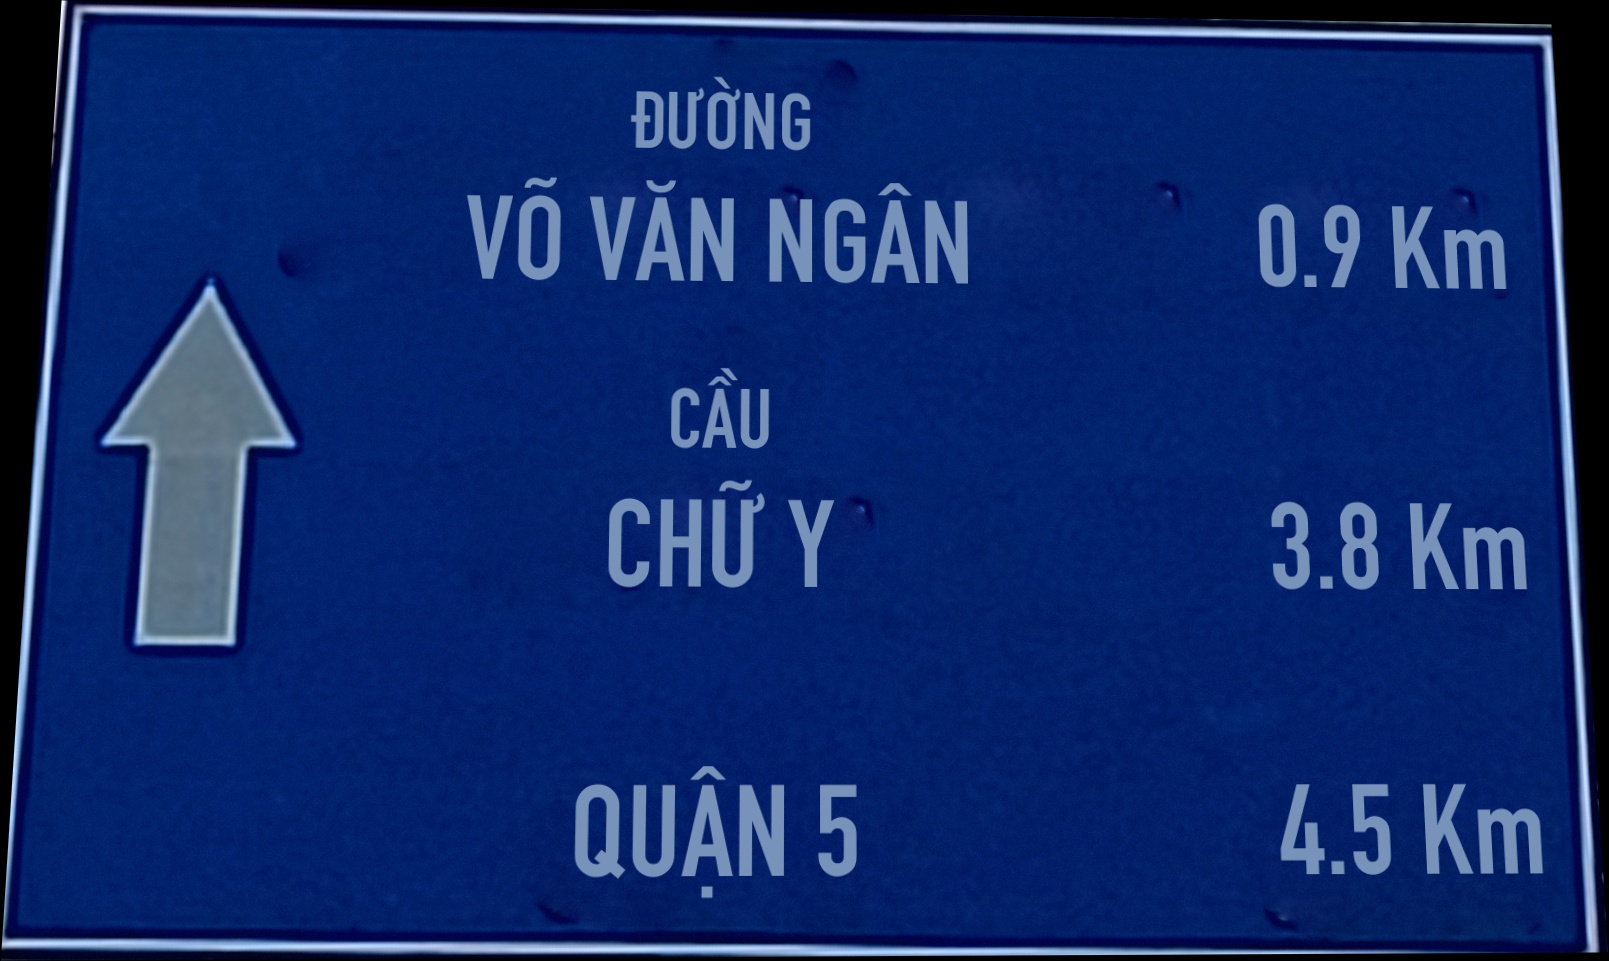 ĐƯỜNG
VÕ VĂN NGÂN 0.9 Km
CẦU
CHỮ Y 3.8 Km
QUẬN 5 4.5 Km